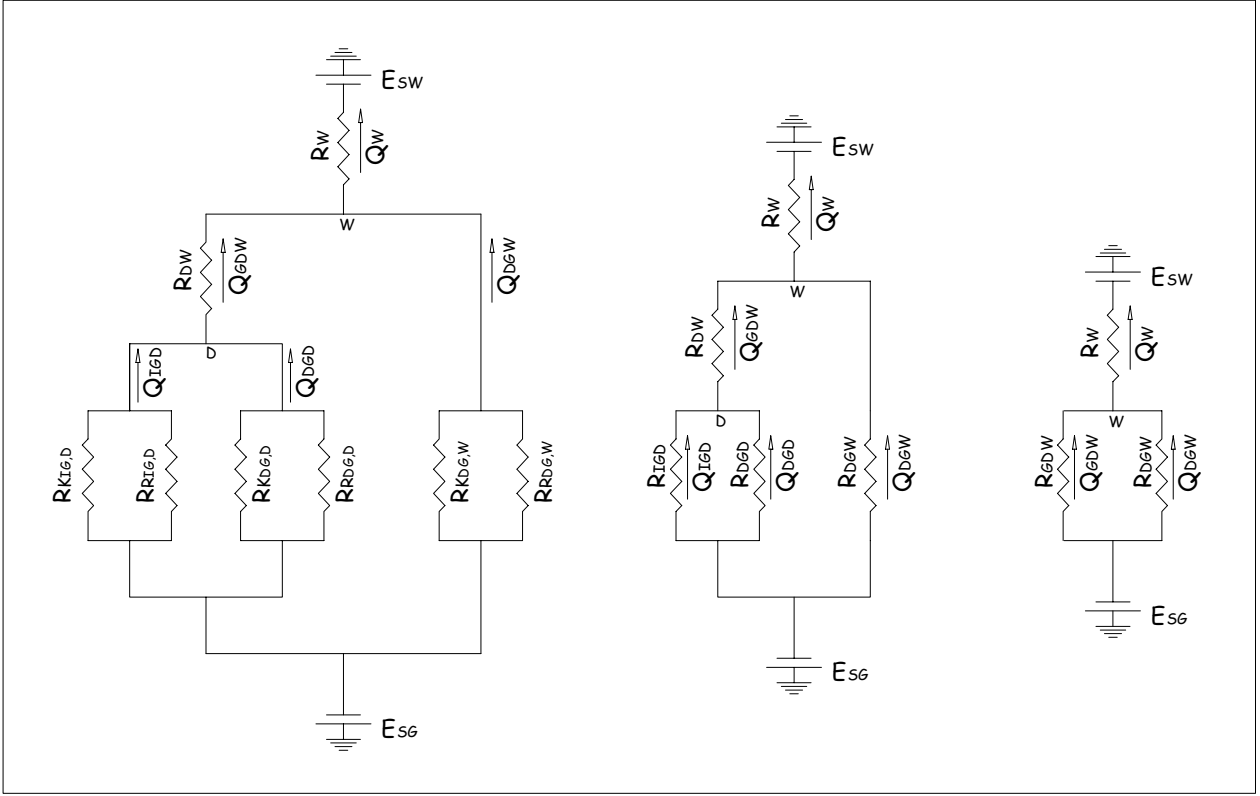 ESW
RW
QW
W
RDW
QGDW
QDGW
D
QIGD
QDGD
RKIG,D
RRIG,D
RKDG,D
RRDG,D
RKDG,W
RRDG,W
ESG
ESW
RW
QW
W
RDW
QGDW
D
RIGD
QIGD
RDGD
QDGD
RDGW
QDGW
ESG
ESW
RW
QW
W
RGDW
QGDW
RDGW
QDGW
ESG